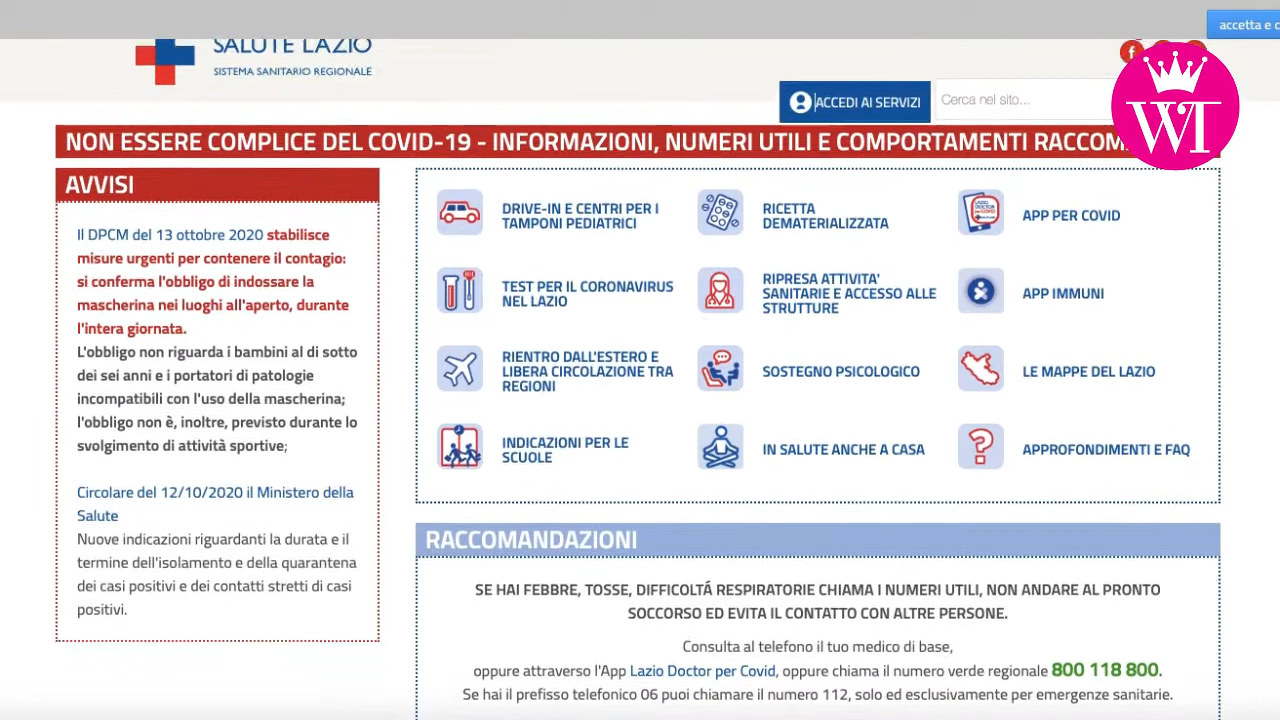 accetta e c
SALUTE LAZIO
SISTEMA SANITARIO REGIONALE
ACCEDI AI SERVIZI
Cerca nel sito...
WT
NON ESSERE COMPLICE DEL COVID-19 - INFORMAZIONI, NUMERI UTILI E COMPORTAMENTI RACCOM
AVVISI
Il DPCM del 13 ottobre 2020 stabilisce
misure urgenti per contenere il contagio:
si conferma l'obbligo di indossare la
mascherina nei luoghi all'aperto, durante
l'intera giornata.
L'obbligo non riguarda i bambini al di sotto
dei sei anni e i portatori di patologie
incompatibili con l'uso della mascherina;
l'obbligo non è, inoltre, previsto durante lo
svolgimento di attività sportive;
Circolare del 12/10/2020 il Ministero della
Salute
Nuove indicazioni riguardanti la durata e il
termine dell'isolamento e della quarantena
dei casi positivi e dei contatti stretti di casi
positivi.
DRIVE-IN E CENTRI PER I
TAMPONI PEDIATRICI
RICETTA
DEMATERIALIZZATA
APP PER COVID
TEST PER IL CORONAVIRUS
NEL LAZIO
RIPRESA ATTIVITA'
SANITARIE E ACCESSO ALLE
STRUTTURE
APP IMMUNI
RIENTRO DALL'ESTERO E
LIBERA CIRCOLAZIONE TRA
REGIONI
SOSTEGNO PSICOLOGICO
LE MAPPE DEL LAZIO
INDICAZIONI PER LE
SCUOLE
IN SALUTE ANCHE A CASA
APPROFONDIMENTI E FAQ
RACCOMANDAZIONI
SE HAI FEBBRE, TOSSE, DIFFICOLTÁ RESPIRATORIE CHIAMA I NUMERI UTILI, NON ANDARE AL PRONTO
SOCCORSO ED EVITA IL CONTATTO CON ALTRE PERSONE.
Consulta al telefono il tuo medico di base,
oppure attraverso l'App Lazio Doctor per Covid, oppure chiama il numero verde regionale 800 118 800.
Se hai il prefisso telefonico 06 puoi chiamare il numero 112, solo ed esclusivamente per emergenze sanitarie.